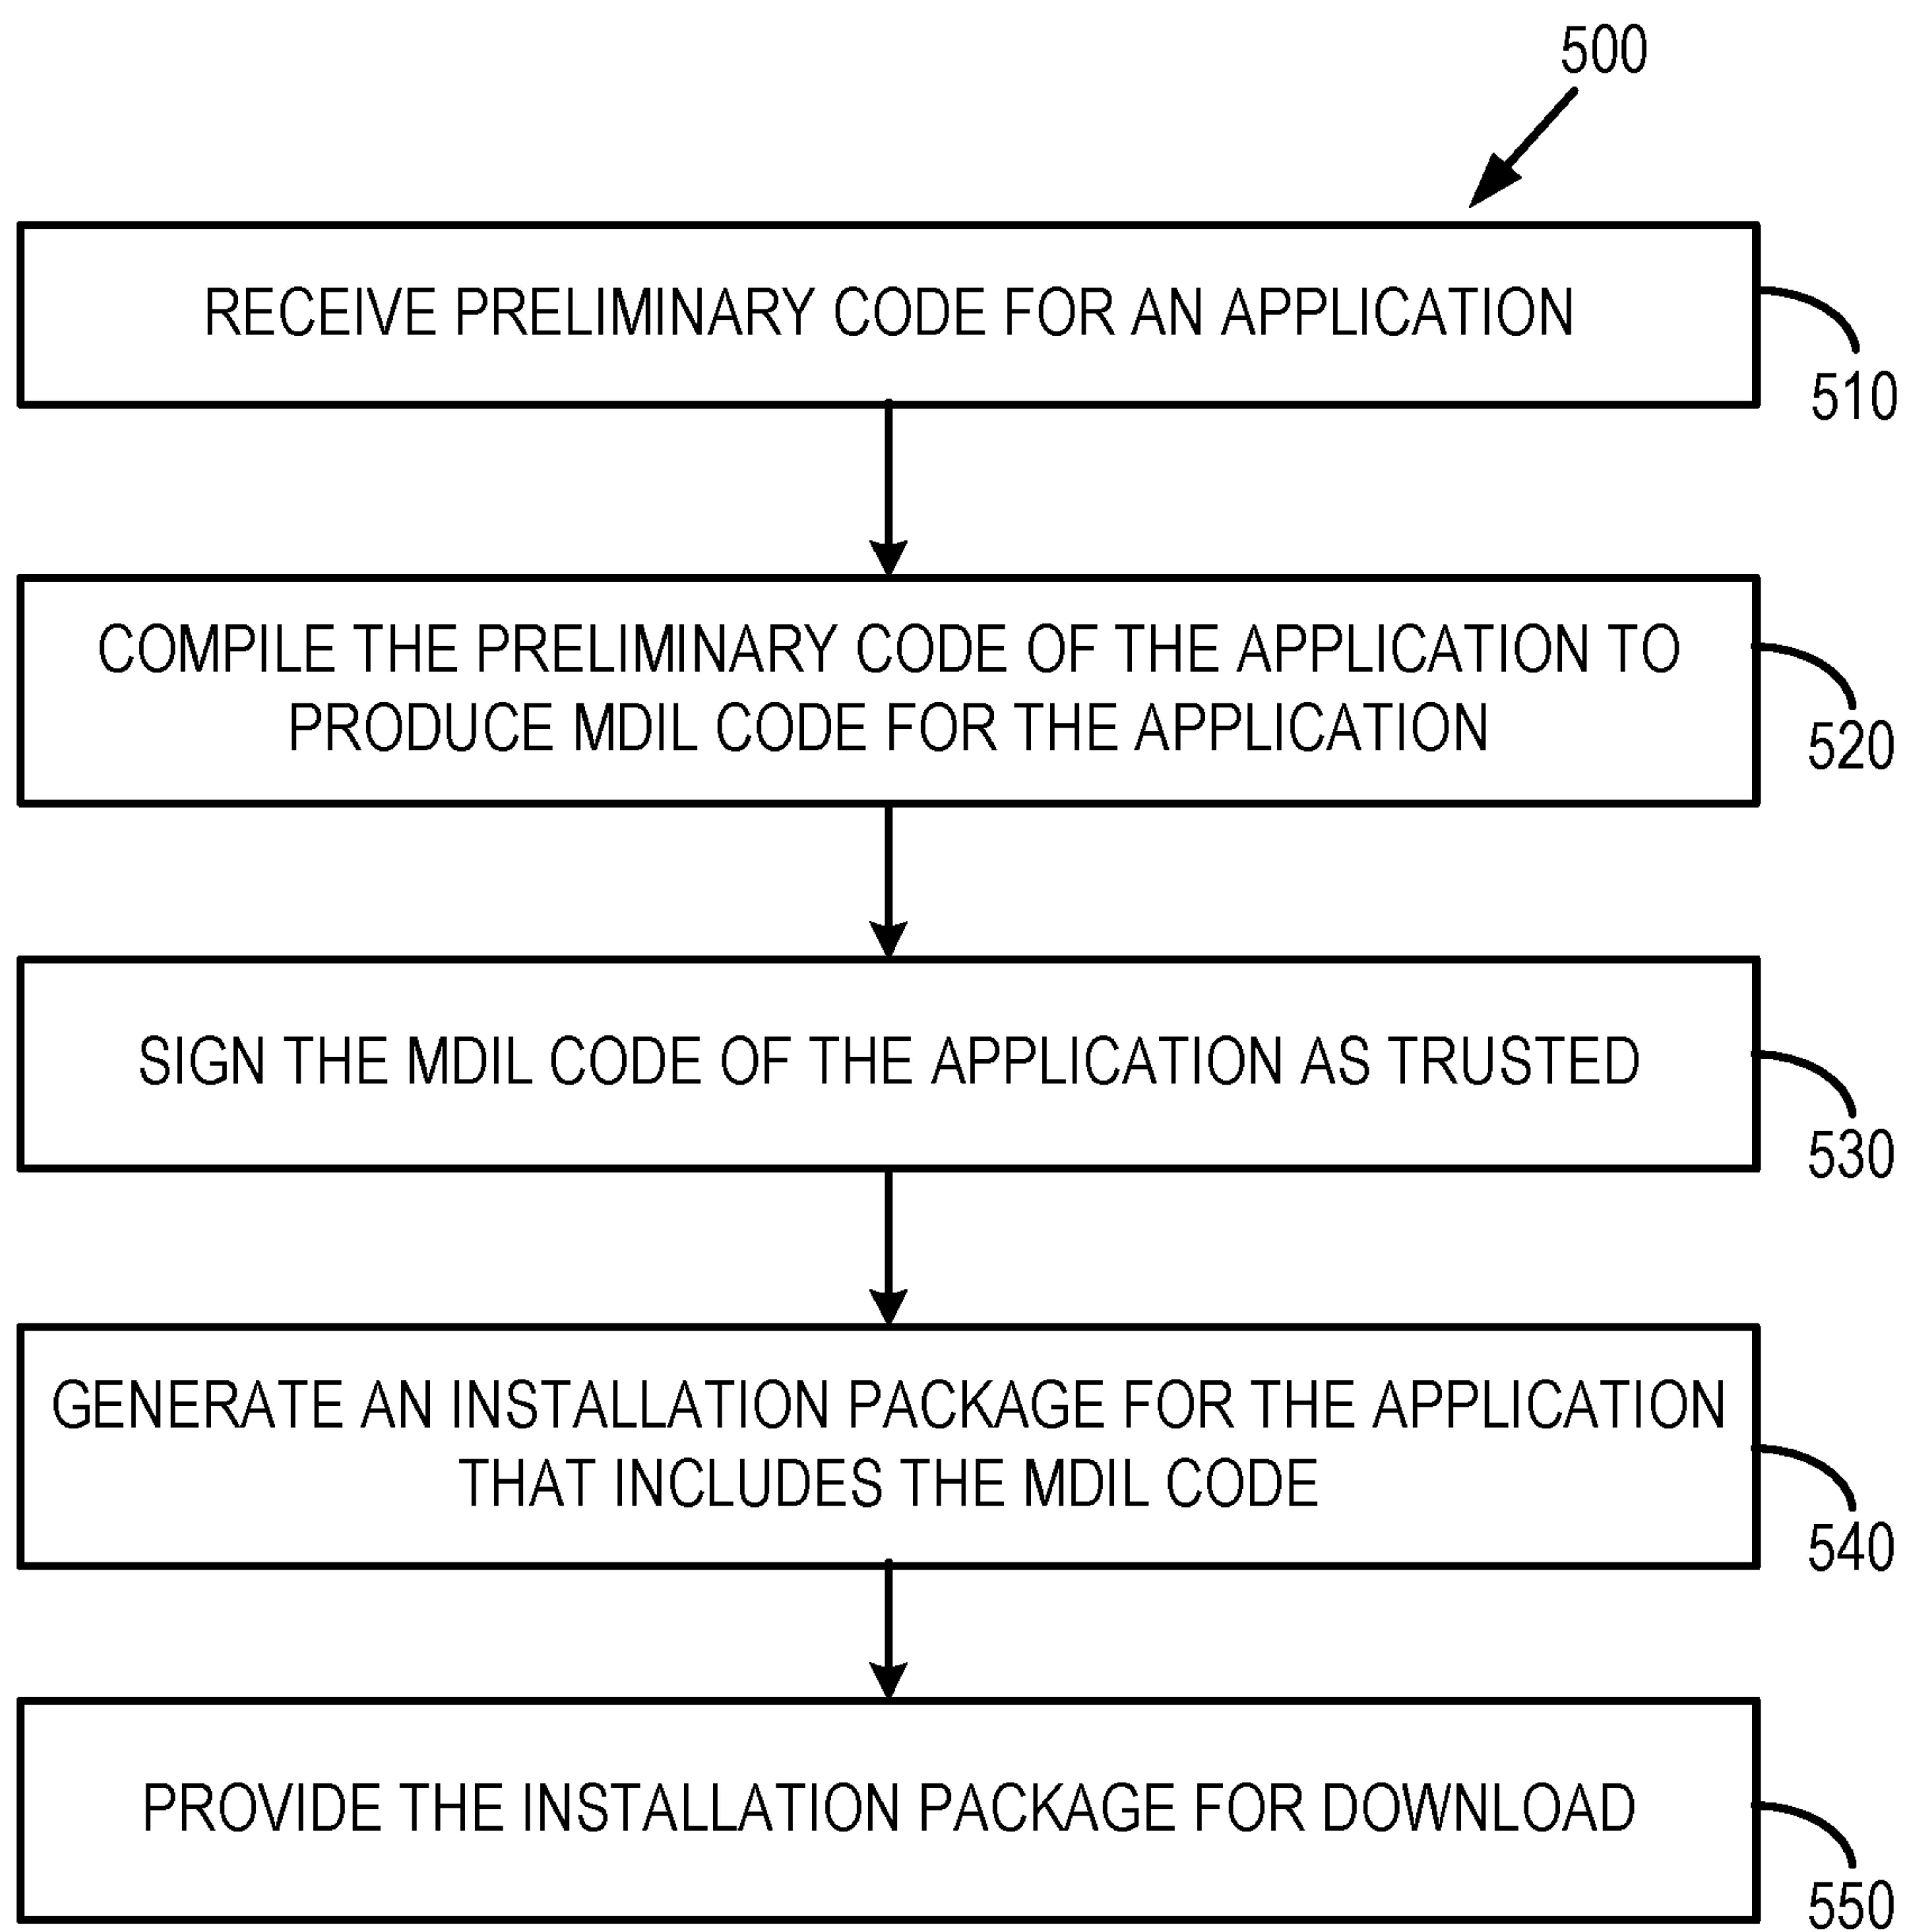 500
RECEIVE PRELIMINARY CODE FOR AN APPLICATION
510
COMPILE THE PRELIMINARY CODE OF THE APPLICATION TO
PRODUCE MDIL CODE FOR THE APPLICATION
520
SIGN THE MDIL CODE OF THE APPLICATION AS TRUSTED
530
GENERATE AN INSTALLATION PACKAGE FOR THE APPLICATION
THAT INCLUDES THE MDIL CODE
540
PROVIDE THE INSTALLATION PACKAGE FOR DOWNLOAD
550